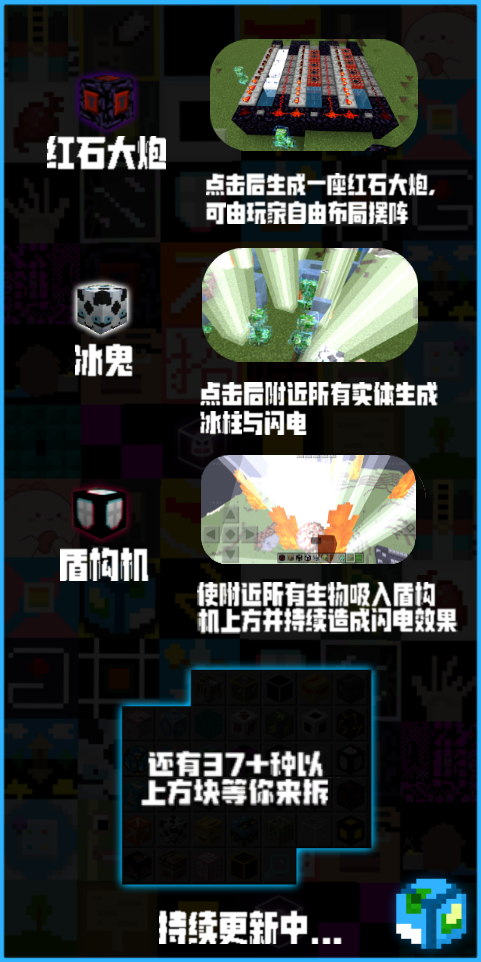 红石大炮
点击后生成一座红石大炮，
可由玩家自由布局摆阵
冰鬼
点击后附近所有实体生成
冰柱与闪电
盾构机
使附近所有生物吸入盾构
机上方并持续造成闪电效果
还有37+种以
上方块等你来拆
持续更新中...